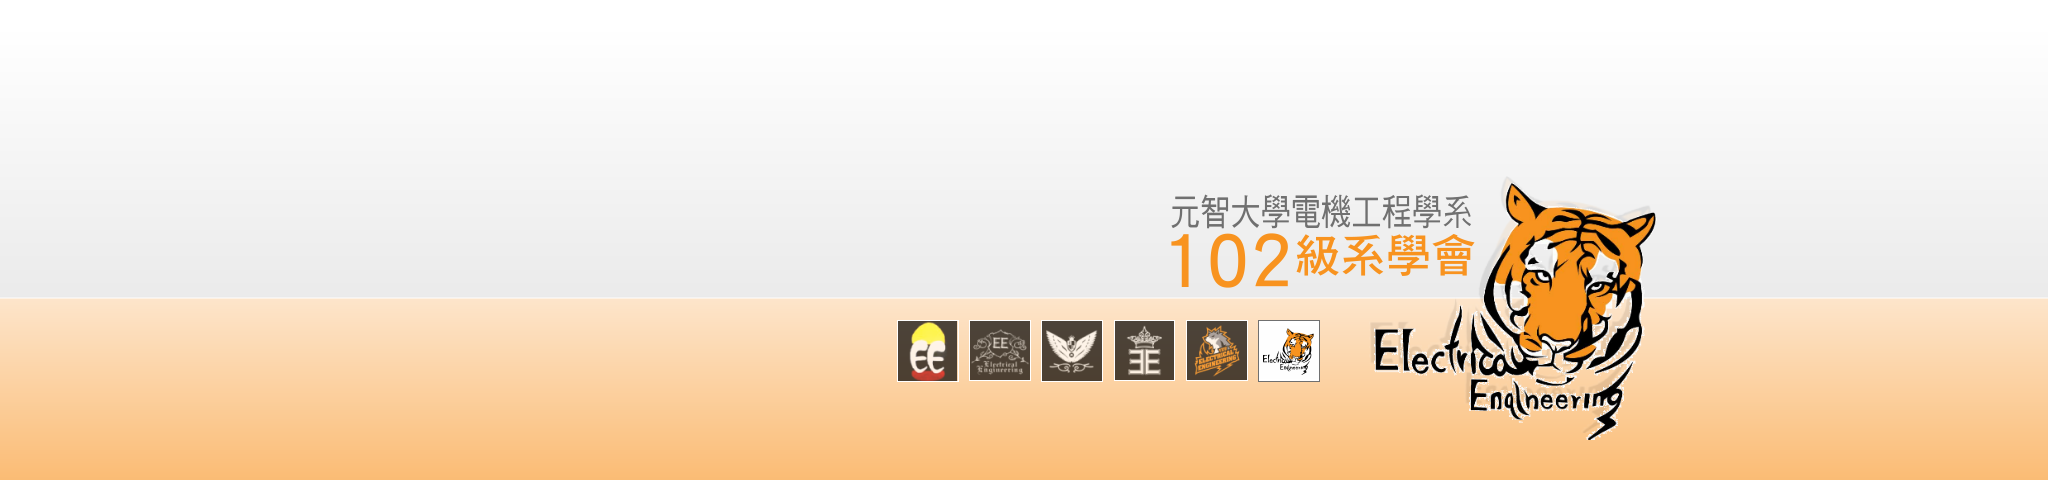 元智大學電機工程學系
102級系學會
EE
EE
Electrical
Engineering
EE
ELECTRICAL
ENGINEERING
Electrical
Engineering
Electrical
Engineering